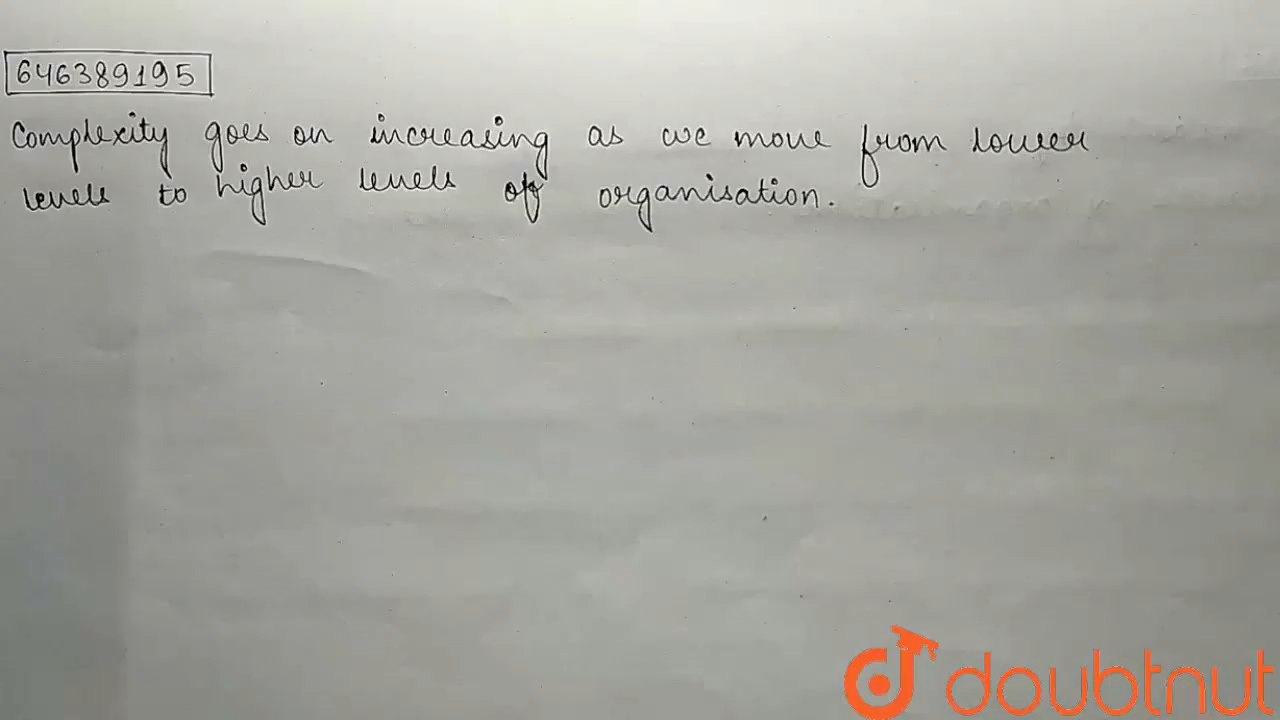 646389195
Complexity goes on increasing as we move from lower
levels to higher levels of organisation.
doubtnut